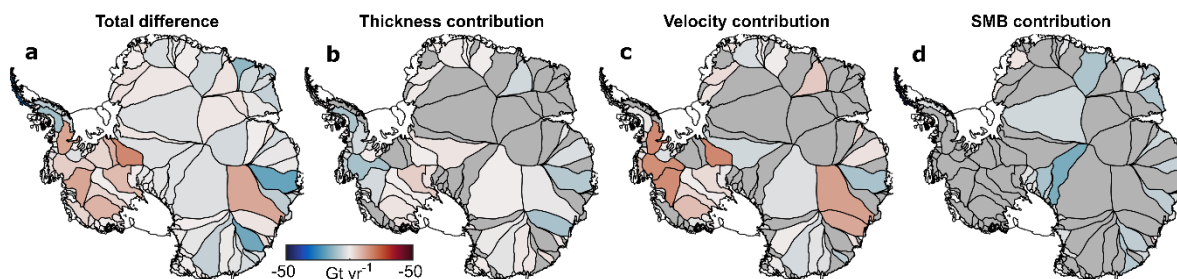 Total difference
Thickness contribution
Velocity contribution
SMB contribution
a
b
c
d
-50
Gt yr-1
-50